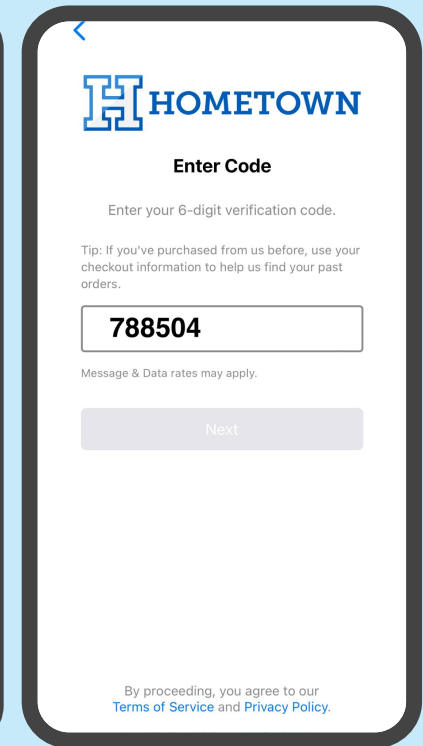 HOMETOWN
Enter Code
Enter your 6-digit verification code.
Tip: If you've purchased from us before, use your
checkout information to help us find your past
orders.
788504
Message & Data rates may apply.
Next
By proceeding, you agree to our
Terms of Service and Privacy Policy.